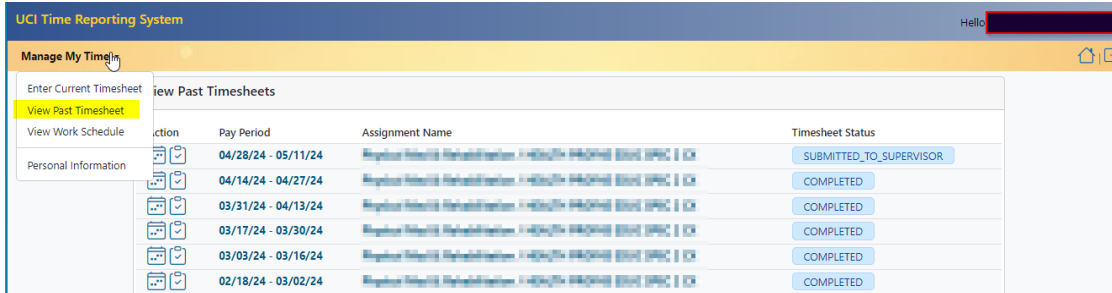 UCI Time Reporting System
Hello
Manage My Time
Enter Current Timesheet
View Past Timesheet
View Work Schedule
Personal Information
View Past Timesheets
Action Pay Period Assignment Name Timesheet Status
04/28/24 - 05/11/24 SUBMITTED_TO_SUPERVISOR
04/14/24 - 04/27/24 COMPLETED
03/31/24 - 04/13/24 COMPLETED
03/17/24 - 03/30/24 COMPLETED
03/03/24 - 03/16/24 COMPLETED
02/18/24 - 03/02/24 COMPLETED